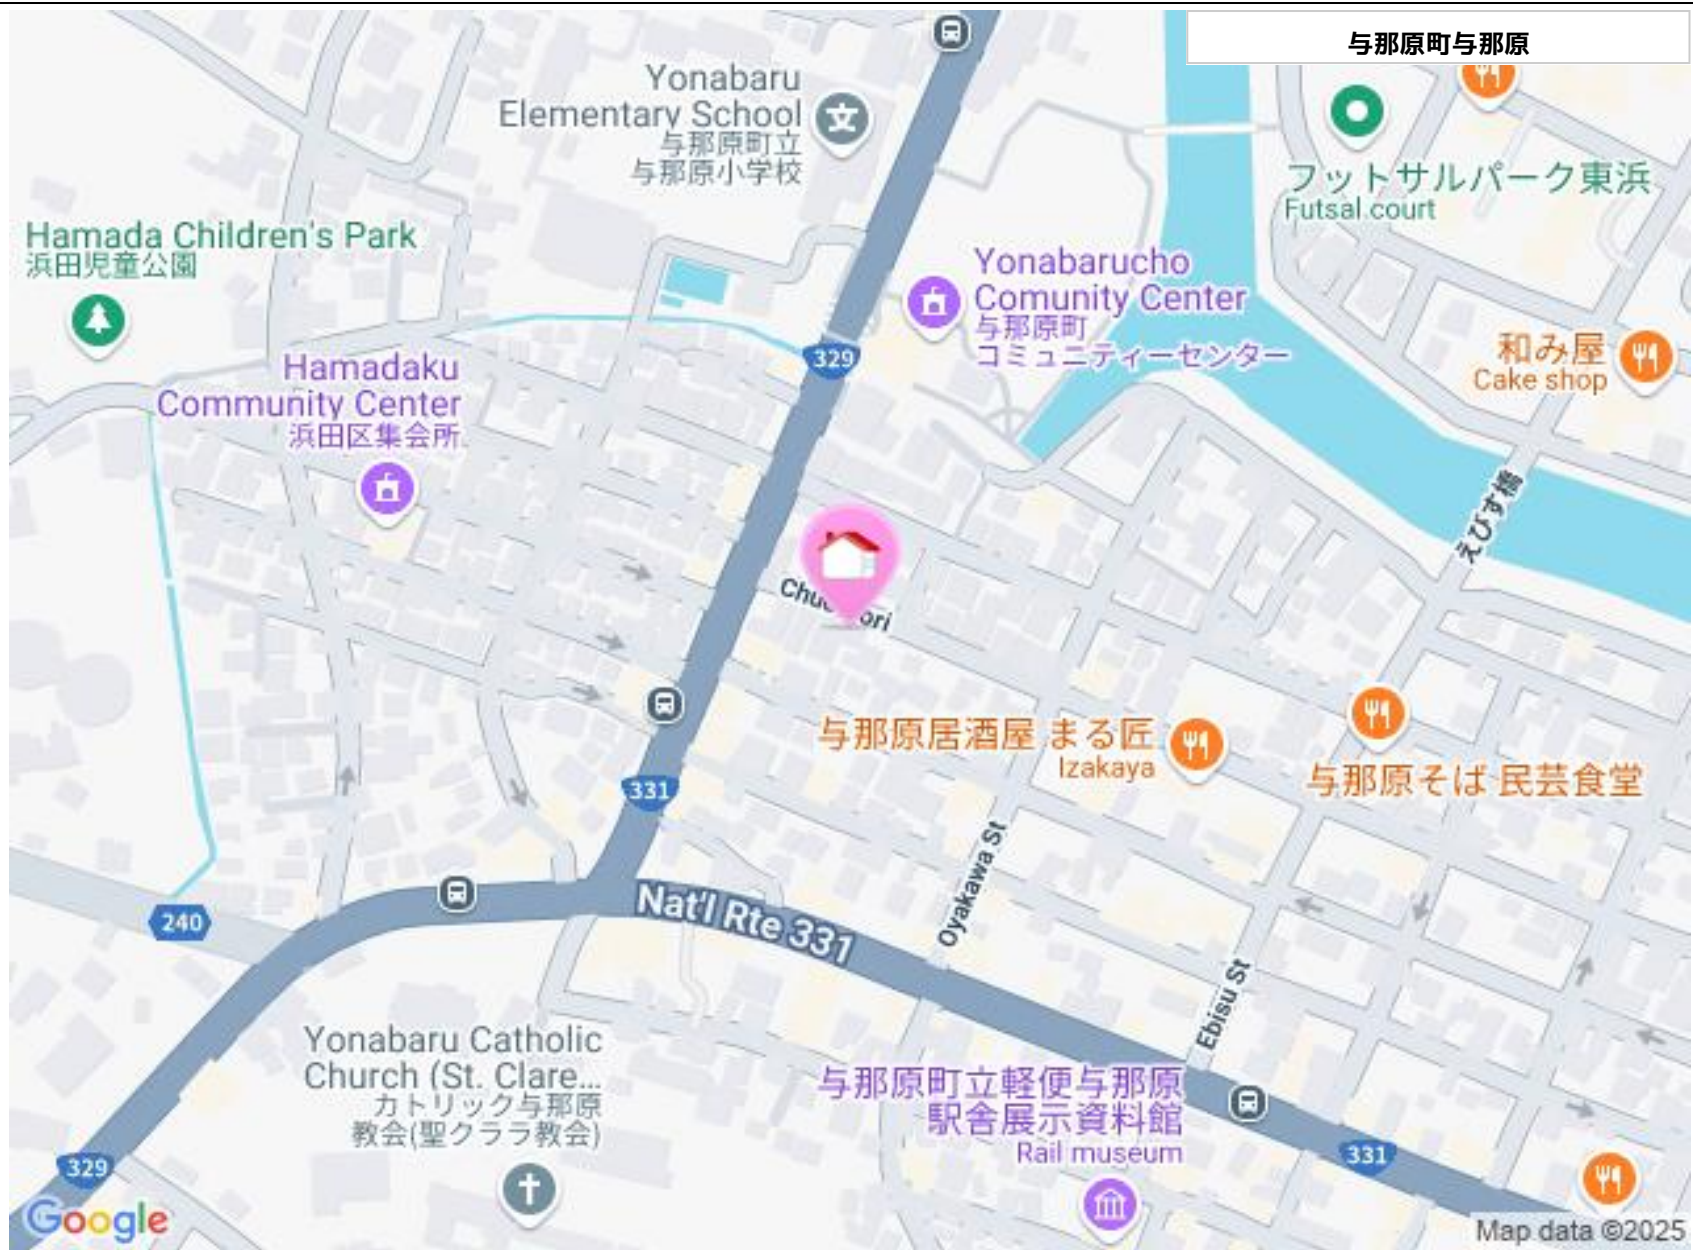 与那原町与那原
Yonabaru
Elementary School
与那原町立
与那原小学校
フットサルパーク東浜
Futsal court
Hamada Children's Park
浜田児童公園
Yonabarucho
Comunity Center
与那原町
コミュニティーセンター
329
和み屋
Cake shop
Hamadaku
Community Center
浜田区集会所
えびす橋
与那原居酒屋 まる匠
Izakaya
与那原そば 民芸食堂
331
Oyakawa St
240
Nat'l Rte 331
Ebisu St
Yonabaru Catholic
Church (St. Clare...
カトリック与那原
教会(聖クララ教会)
与那原町立軽便与那原
駅舎展示資料館
Rail museum
331
329
Google
Map data ©2025